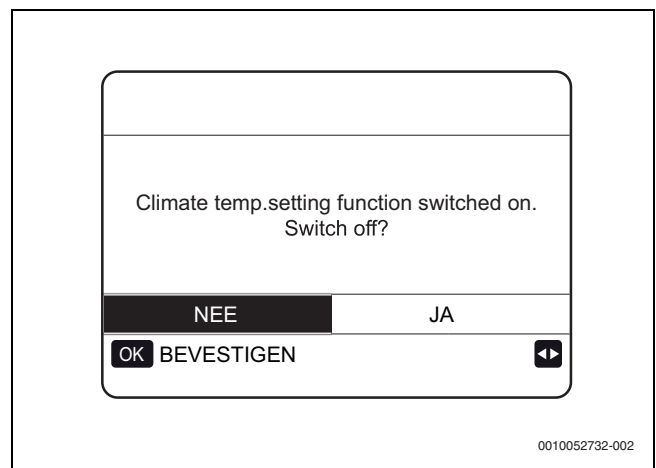 Climate temp.setting function switched on.
Switch off?
NEE JA
OK BEVESTIGEN
0010052732-002